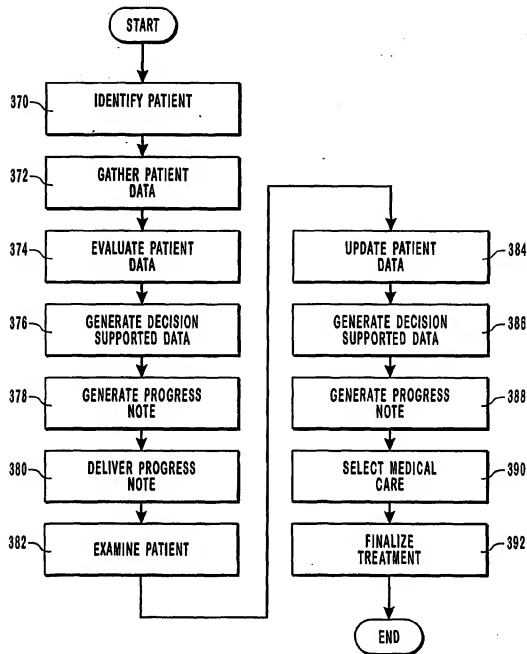 START
370
IDENTIFY PATIENT
372
GATHER PATIENT
DATA
374
EVALUATE PATIENT
DATA
376
GENERATE DECISION
SUPPORTED DATA
378
GENERATE PROGRESS
NOTE
380
DELIVER PROGRESS
NOTE
382
EXAMINE PATIENT
UPDATE PATIENT
DATA
384
GENERATE DECISION
SUPPORTED DATA
386
GENERATE PROGRESS
NOTE
388
SELECT MEDICAL
CARE
390
FINALIZE
TREATMENT
392
END